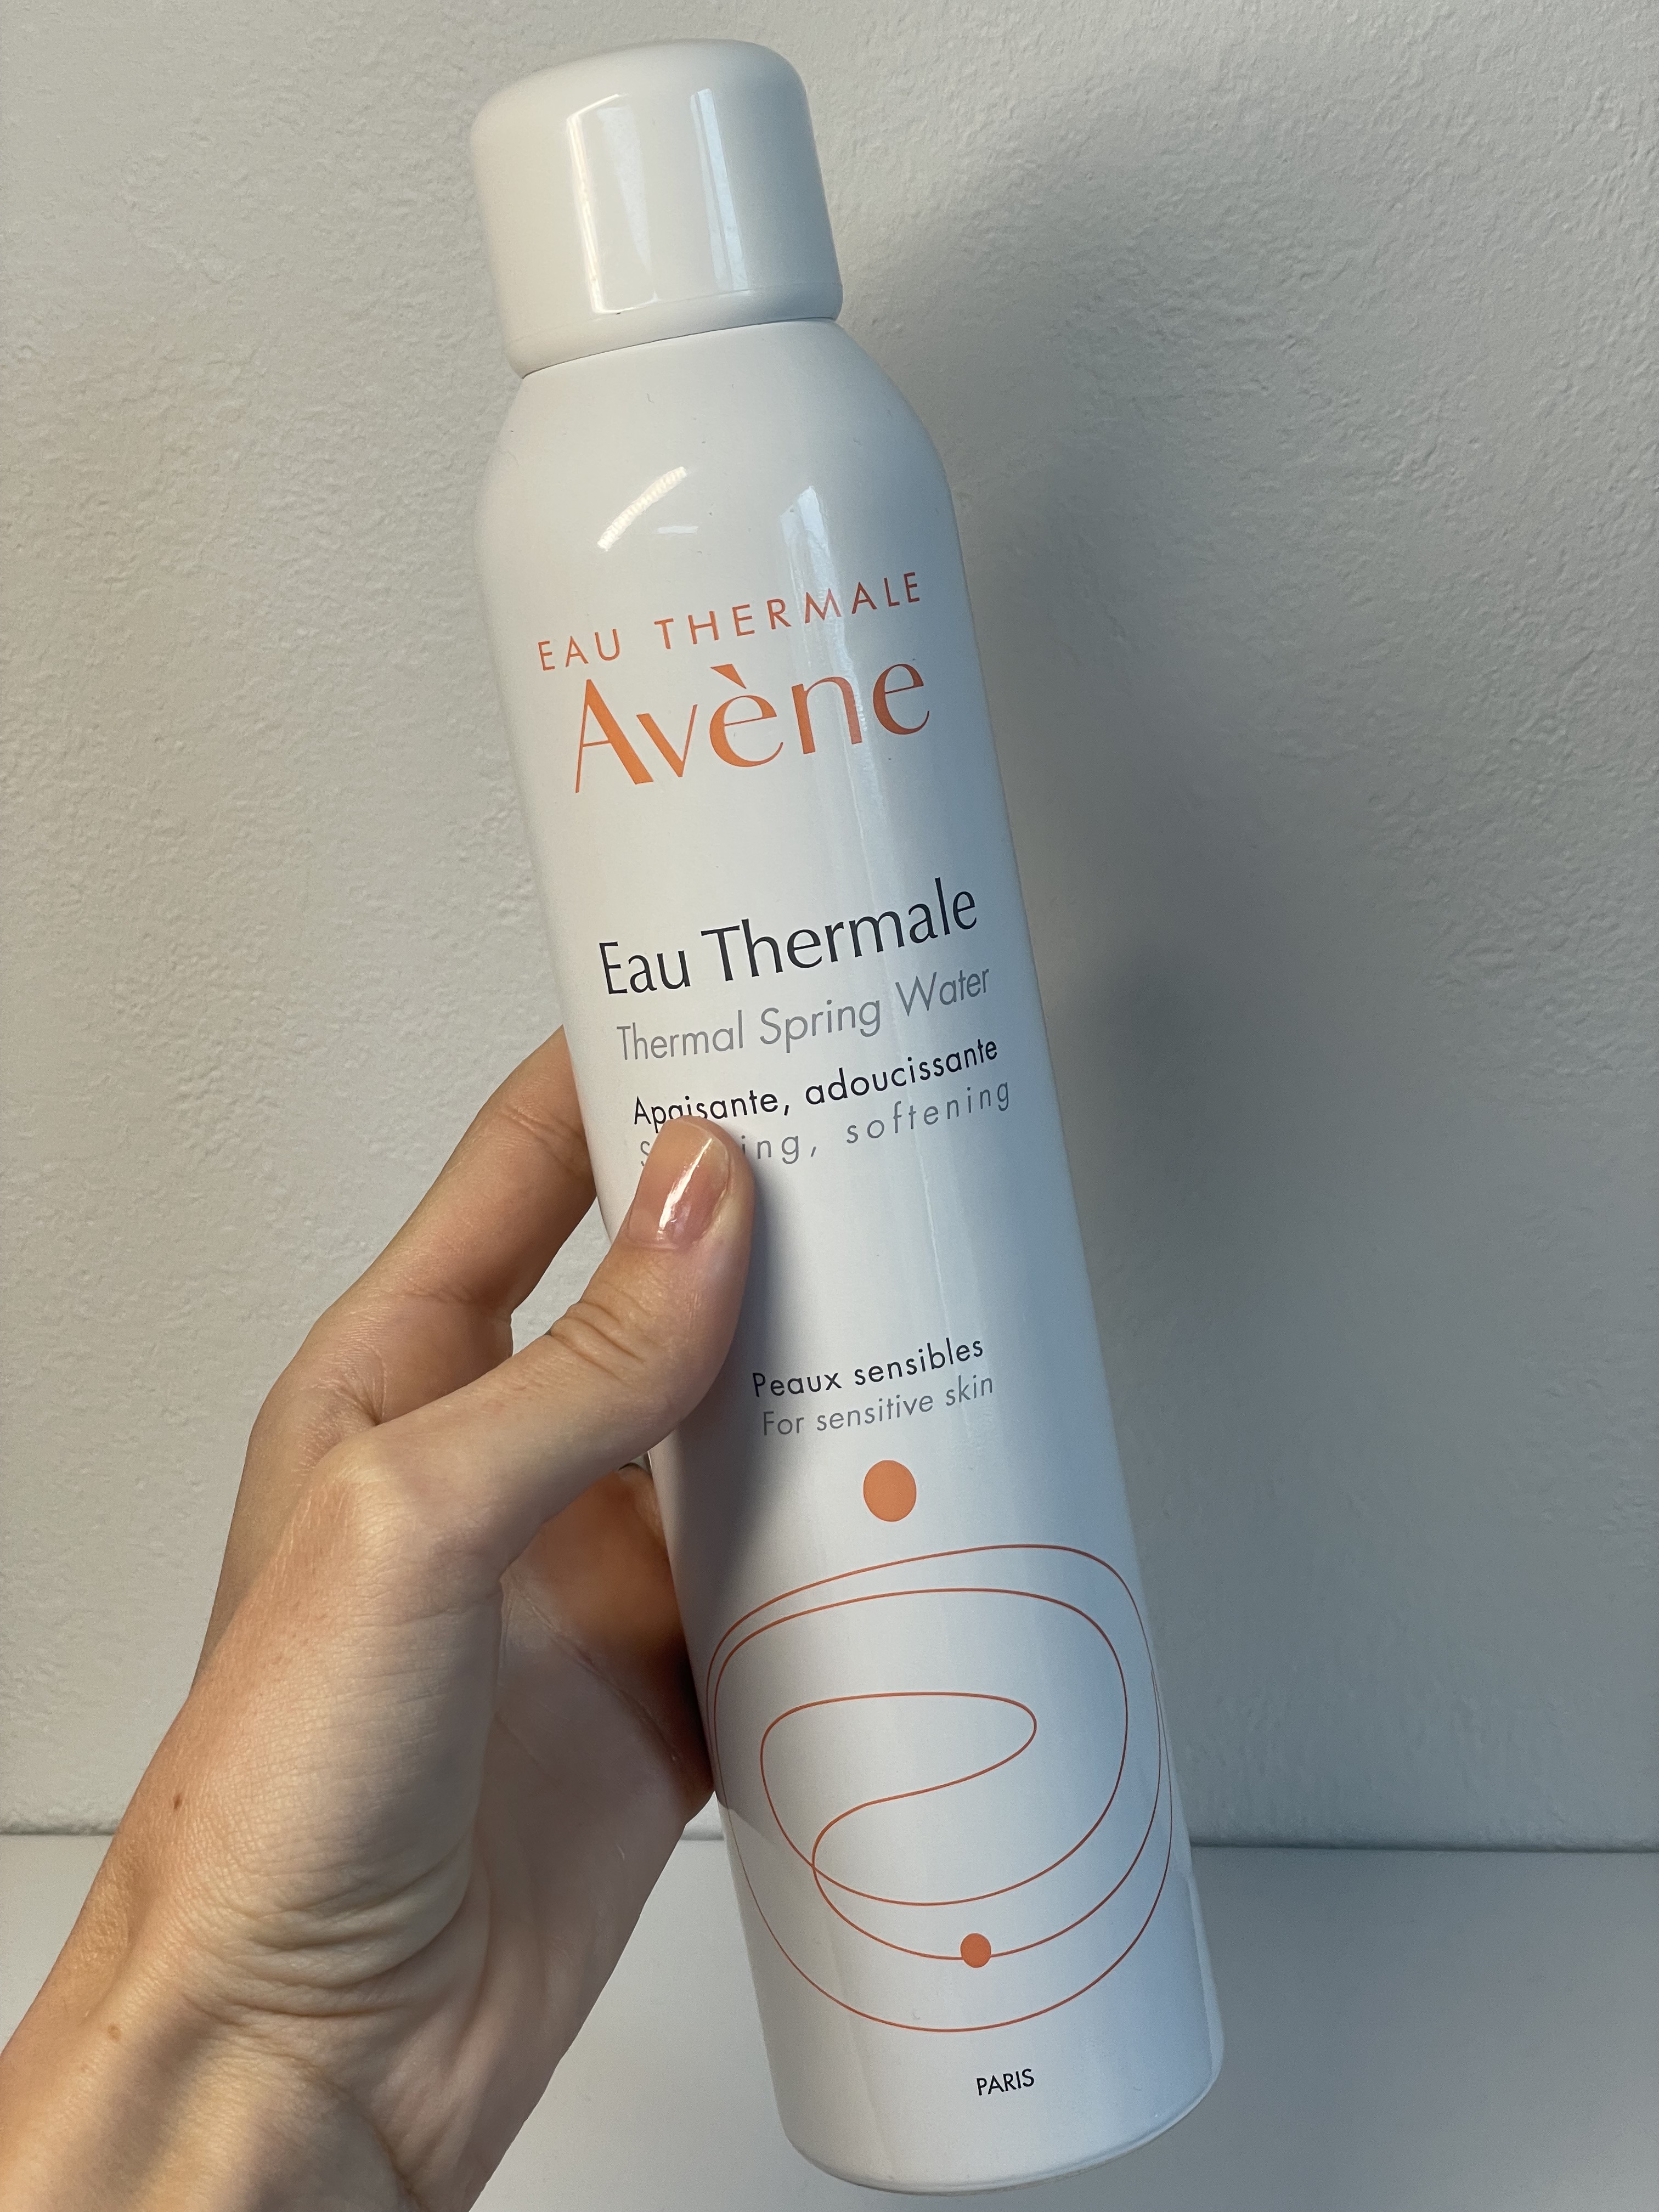 EAU THERMALE
Avène
Eau Thermale
Thermal Spring Water
Apaisante, adoucissante
softening
Peaux sensibles
For sensitive skin
PARIS